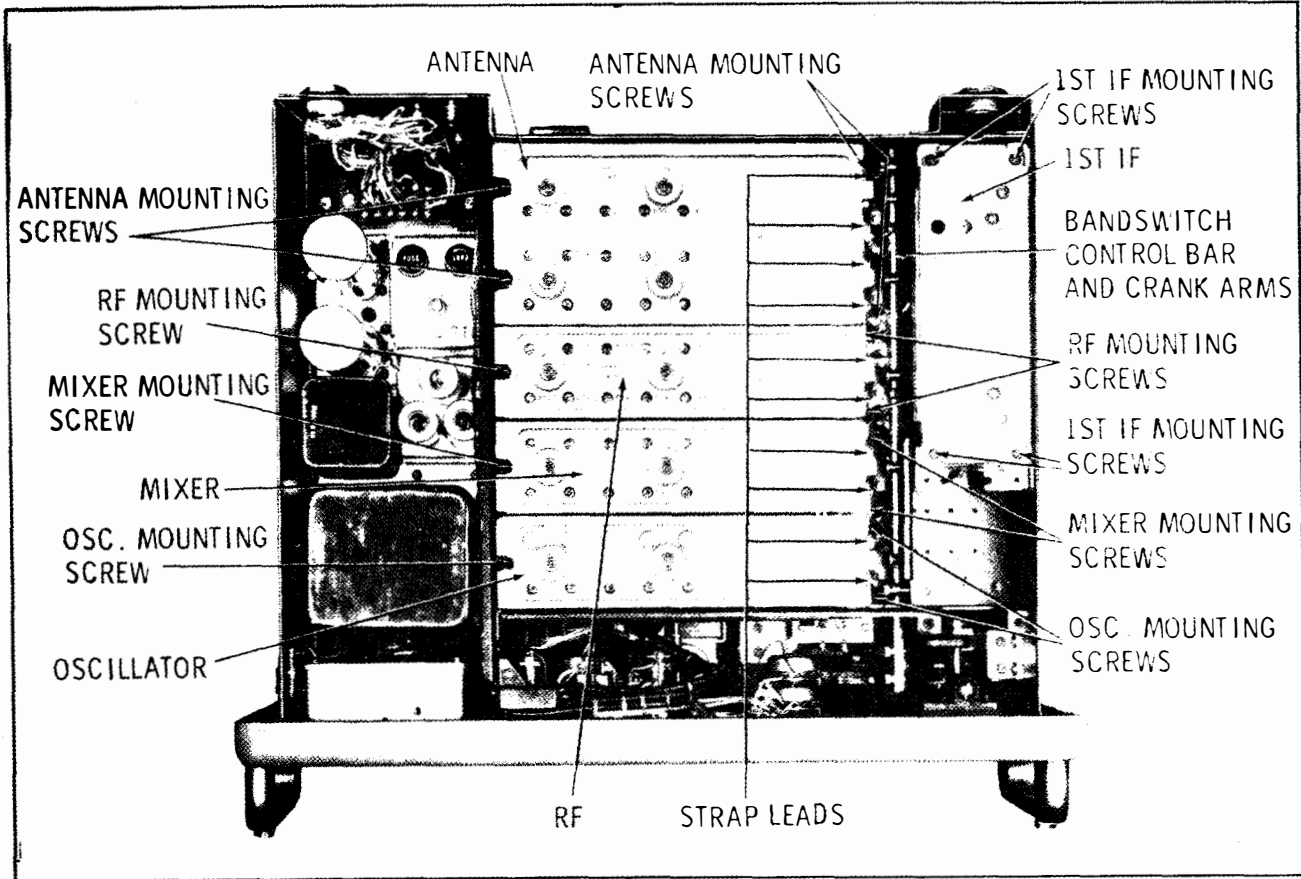 ANTENNA
ANTENNA MOUNTING
SCREWS
1ST IF MOUNTING
SCREWS
1ST IF
ANTENNA MOUNTING
SCREWS
BANDSWITCH
CONTROL BAR
AND CRANK ARMS
RF MOUNTING
SCREW
RF MOUNTING
SCREWS
MIXER MOUNTING
SCREW
1ST IF MOUNTING
SCREWS
MIXER
MIXER MOUNTING
SCREWS
OSC. MOUNTING
SCREW
OSC. MOUNTING
SCREWS
OSCILLATOR
RF
STRAP LEADS